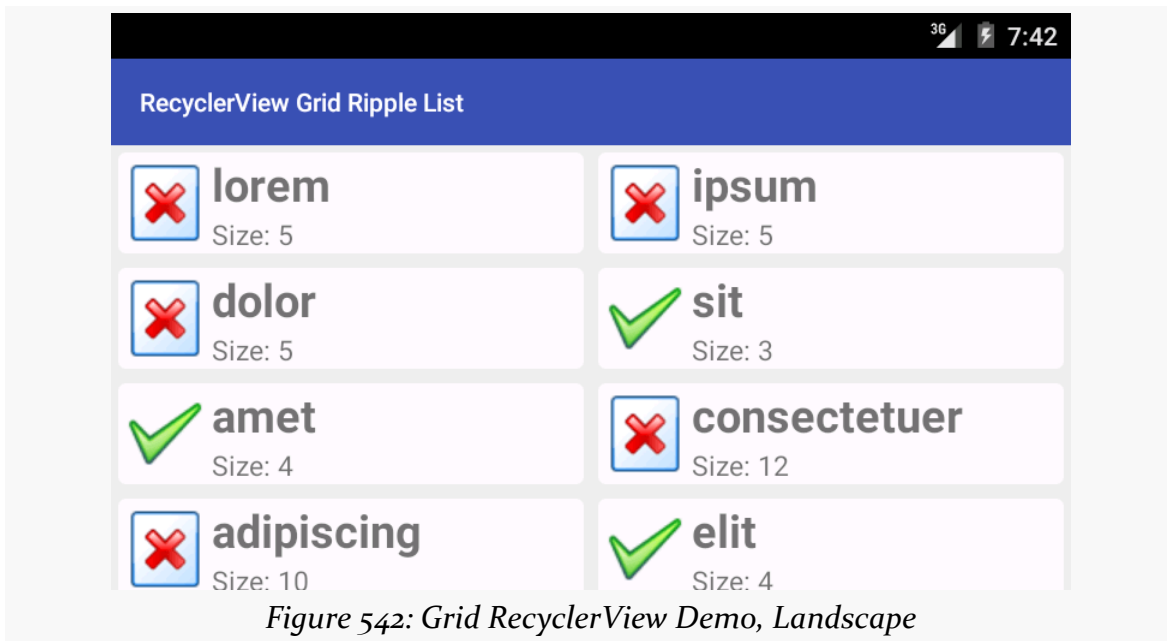 3G 7:42
RecyclerView Grid Ripple List
lorem
Size: 5
ipsum
Size: 5
dolor
Size: 5
sit
Size: 3
amet
Size: 4
consectetuer
Size: 12
adipiscing
Size: 10
elit
Size: 4
Figure 542: Grid RecyclerView Demo, Landscape